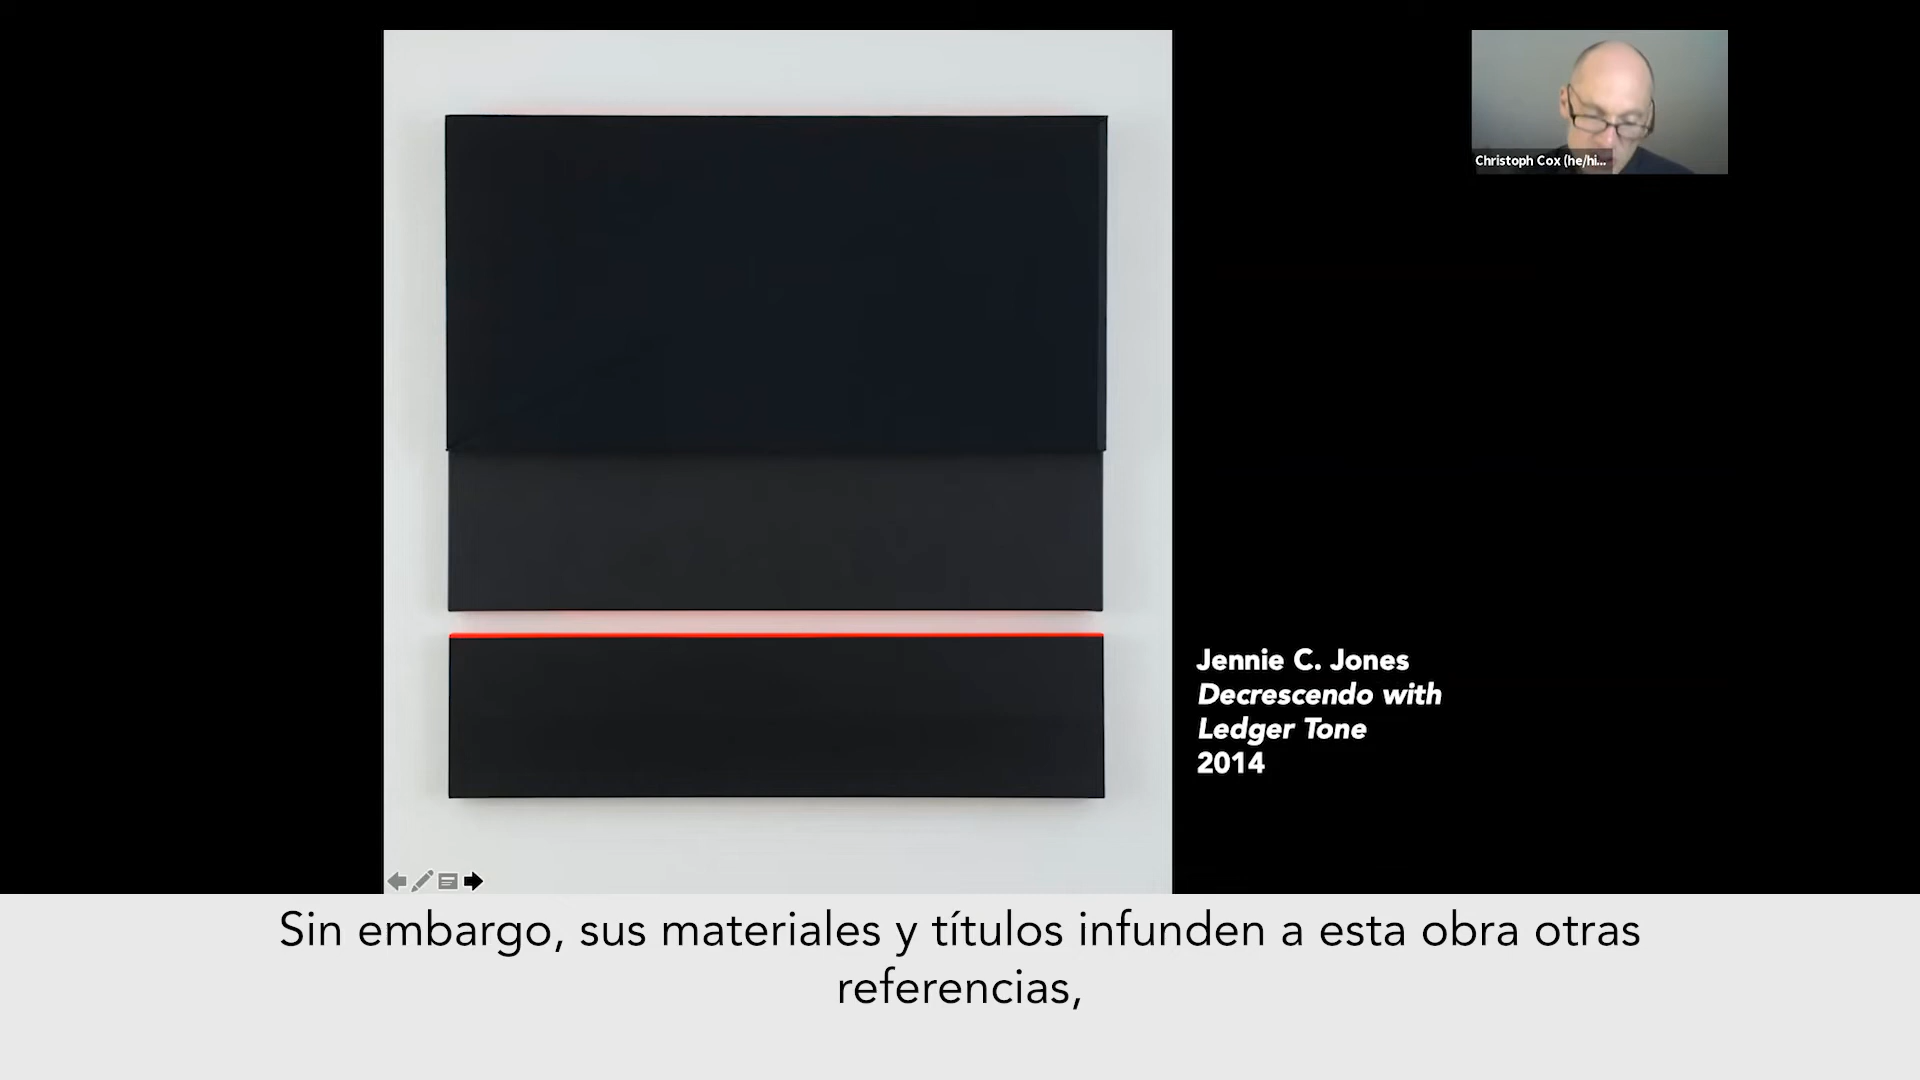 Christoph Cox (he/hi...
Jennie C. Jones
Decrescendo with
Ledger Tone
2014
Sin embargo, sus materiales y títulos infunden a esta obra otras
referencias,